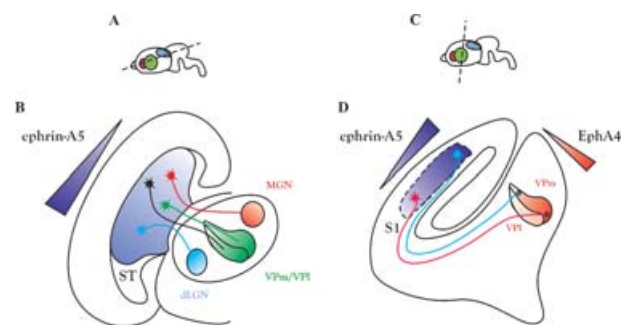 A
C
B
D
ephrin-A5
MGN
ST
VPm/VPl
dLGN
ephrin-A5
EphA4
VPm
S1
VPl